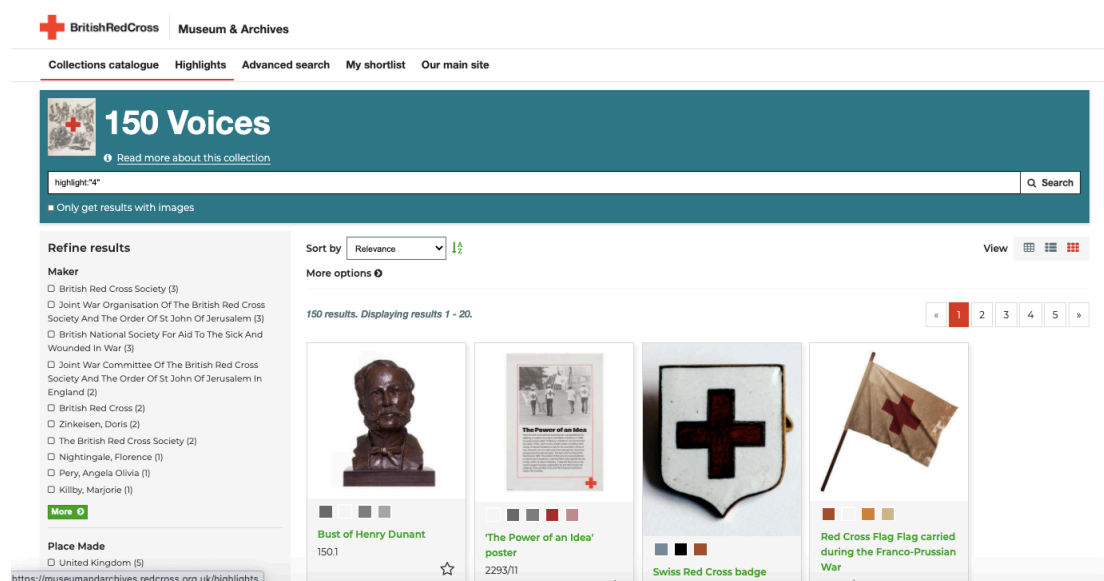 BritishRedCross
Museum & Archives
Collections catalogue
Highlights
Advanced search
My shortlist
Our main site
150 Voices
Read more about this collection
highlight:"4"
Search
Only get results with images
Refine results
Maker
British Red Cross Society (3)
Joint War Organisation Of The British Red Cross
Society And The Order Of St John Of Jerusalem (3)
British National Society For Aid To The Sick And
Wounded In War (3)
Joint War Committee Of The British Red Cross
Society And The Order Of St John Of Jerusalem In
England (2)
British Red Cross (2)
Zinkeisen, Doris (2)
The British Red Cross Society (2)
Nightingale, Florence (1)
Pery, Angela Olivia (1)
Killby, Marjorie (1)
More
Place Made
United Kingdom (5)
https://museumandarchives.redcross.org.uk/highlights
Sort by
Relevance
View
More options
150 results. Displaying results 1 - 20.
« 1 2 3 4 5 »
Bust of Henry Dunant
150.1
The Power of an Idea
'The Power of an Idea'
poster
2293/11
Swiss Red Cross badge
Red Cross Flag Flag carried
during the Franco-Prussian
War